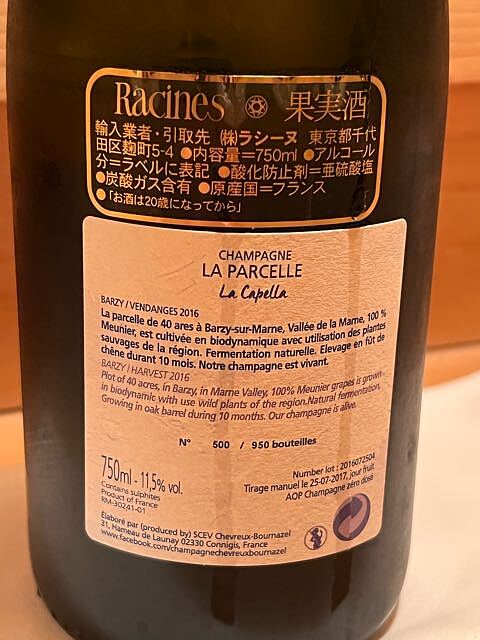 Racines 果実酒
輸入業者・引取先 ㈱ラシーヌ 東京都千代
田区麹町5-4 ●内容量=750ml ●アルコール
分=ラベルに表記 ●酸化防止剤=亜硫酸塩
●炭酸ガス含有 ●原産国=フランス
●「お酒は20歳になってから」
CHAMPAGNE
LA PARCELLE
La Capella
BARZY / VENDANGES 2016
La parcelle de 40 ares à Barzy-sur-Marne, Vallée de la Marne, 100 %
Meunier, est cultivée en biodynamique avec utilisation des plantes
sauvages de la région. Fermentation naturelle. Elevage en fût de
chêne durant 10 mois. Notre champagne est vivant.
BARZY / HARVEST 2016
Plot of 40 acres, in Barzy, in Marne Valley, 100% Meunier grapes is grown
in biodynamic with use wild plants of the region.Natural fermentation,
Growing in oak barrel during 10 months. Our champagne is alive.
N° 500 / 950 bouteilles
750ml - 11,5% vol.
Contains sulphites
Product of France
RM-30241-01
Number lot : 2016072504
Tirage manuel le 25-07-2017, jour fruit
AOP Champagne zéro dosé
Élaboré par (produced by) SCEV Chevreux-Bournazel
31, Hameau de Launay 02330 Connigis, France
www.facebook.com/champagnechevreuxbournazel